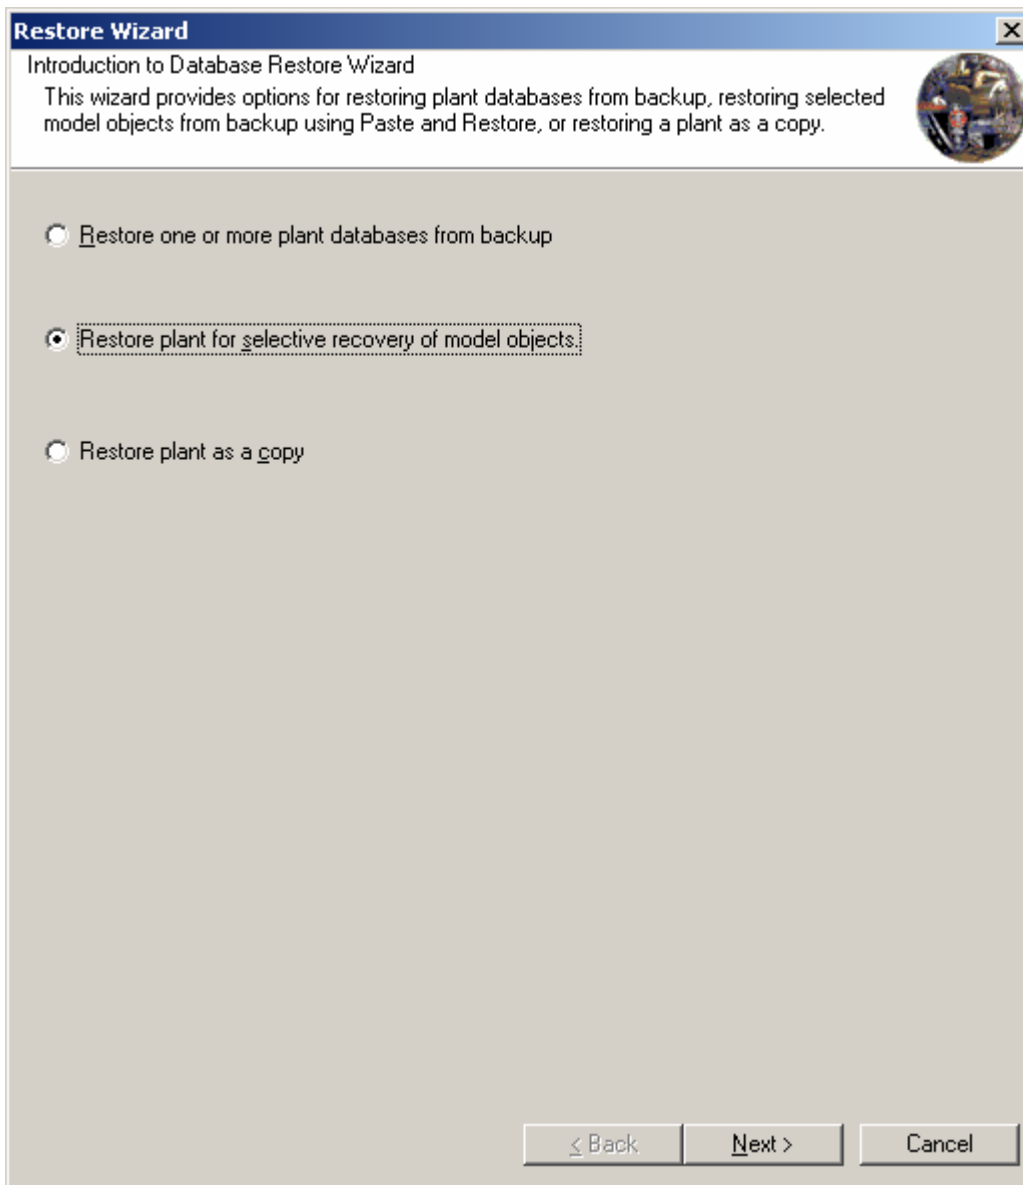 Restore Wizard
Introduction to Database Restore Wizard
This wizard provides options for restoring plant databases from backup, restoring selected
model objects from backup using Paste and Restore, or restoring a plant as a copy.
Restore one or more plant databases from backup
Restore plant for selective recovery of model objects.
Restore plant as a copy
< Back
Next >
Cancel